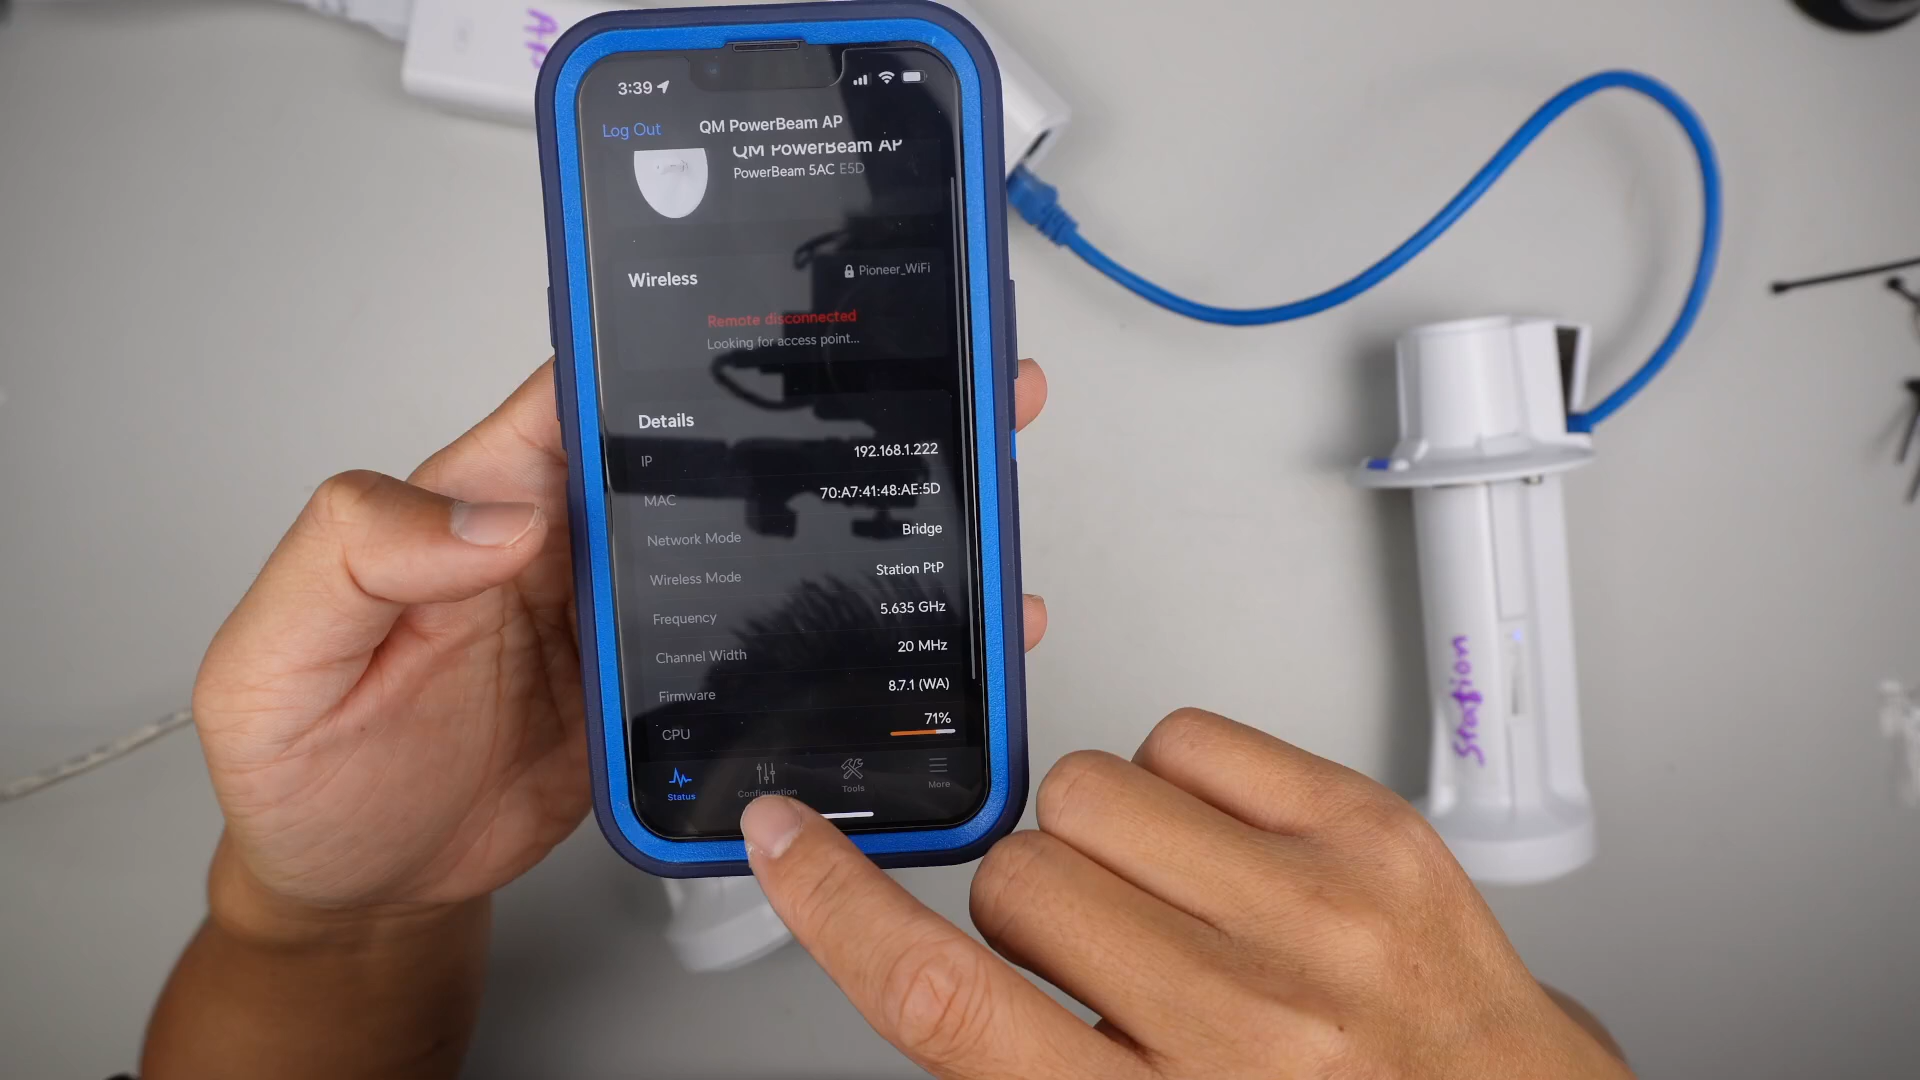 AP
3:39
Log Out
QM PowerBeam AP
QM PowerBeam AP
PowerBeam 5AC E5D
Wireless
Pioneer_WiFi
Remote disconnected
Looking for access point...
Details
IP
192.168.1.222
MAC
70:A7:41:48:AE:5D
Network Mode
Bridge
Wireless Mode
Station PtP
Frequency
5.635 GHz
Channel Width
20 MHz
Firmware
8.7.1 (WA)
CPU
71%
Status
Configuration
Tools
More
Station